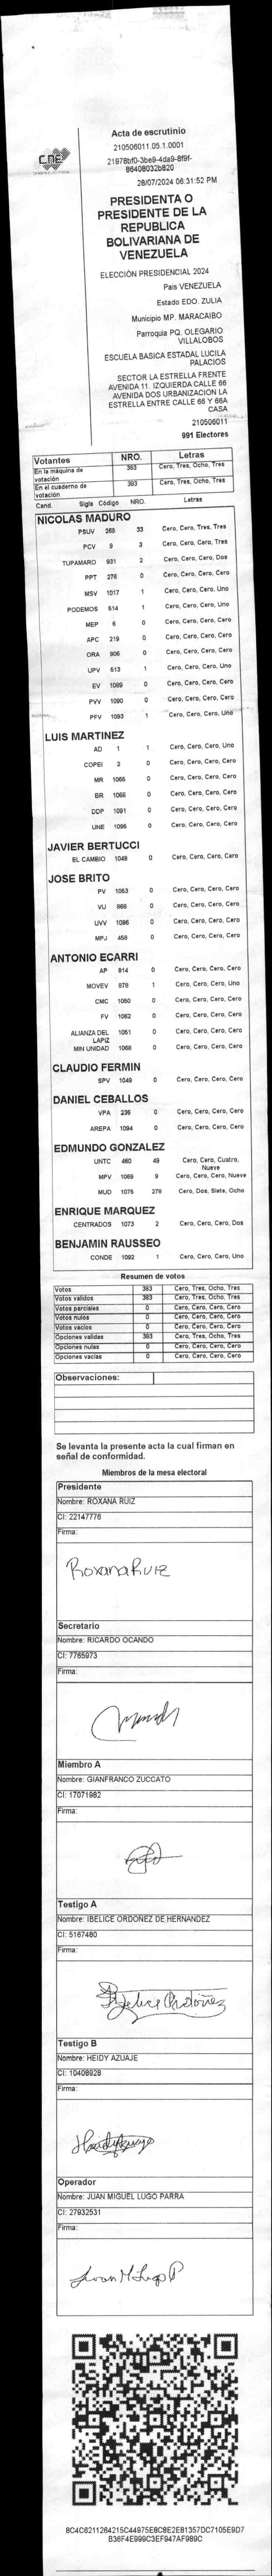 CNE
Acta de escrutinio
210506011.05.1.0001
21978bf0-3be9-4da9-8f9f-
86408032b820
28/07/2024 06:31:52 PM
PRESIDENTA O
PRESIDENTE DE LA
REPUBLICA
BOLIVARIANA DE
VENEZUELA
ELECCIÓN PRESIDENCIAL 2024
Pais VENEZUELA
Estado EDO. ZULIA
Municipio MP. MARACAIBO
Parroquia PQ. OLEGARIO
VILLALOBOS
ESCUELA BASICA ESTADAL LUCILA
PALACIOS
SECTOR LA ESTRELLA FRENTE
AVENIDA 11. IZQUIERDA CALLE 66
AVENIDA DOS URBANIZACION LA
ESTRELLA ENTRE CALLE 66 Y 66A
CASA
210506011
991 Electores
Votantes NRO. Letras
En la máquina de votación 383 Cero, Tres, Ocho, Tres
En el cuaderno de votación 383 Cero, Tres, Ocho, Tres
Cand. Sigla Código NRO. Letras
NICOLAS MADURO
PSUV 269 33 Cero, Cero, Tres, Tres
PCV 9 3 Cero, Cero, Cero, Tres
TUPAMARO 931 2 Cero, Cero, Cero, Dos
PPT 276 0 Cero, Cero, Cero, Cero
MSV 1017 1 Cero, Cero, Cero, Uno
PODEMOS 514 1 Cero, Cero, Cero, Uno
MEP 6 0 Cero, Cero, Cero, Cero
APC 219 0 Cero, Cero, Cero, Cero
ORA 906 0 Cero, Cero, Cero, Cero
UPV 513 1 Cero, Cero, Cero, Uno
EV 1089 0 Cero, Cero, Cero, Cero
PVV 1090 0 Cero, Cero, Cero, Cero
PFV 1093 1 Cero, Cero, Cero, Uno
LUIS MARTINEZ
AD 1 1 Cero, Cero, Cero, Uno
COPEI 2 0 Cero, Cero, Cero, Cero
MR 1065 0 Cero, Cero, Cero, Cero
BR 1066 0 Cero, Cero, Cero, Cero
DDP 1091 0 Cero, Cero, Cero, Cero
UNE 1095 0 Cero, Cero, Cero, Cero
JAVIER BERTUCCI
EL CAMBIO 1048 0 Cero, Cero, Cero, Cero
JOSE BRITO
PV 1053 0 Cero, Cero, Cero, Cero
VU 868 0 Cero, Cero, Cero, Cero
UVV 1096 0 Cero, Cero, Cero, Cero
MPJ 458 0 Cero, Cero, Cero, Cero
ANTONIO ECARRI
AP 814 0 Cero, Cero, Cero, Cero
MOVEV 879 1 Cero, Cero, Cero, Uno
CMC 1050 0 Cero, Cero, Cero, Cero
FV 1052 0 Cero, Cero, Cero, Cero
ALIANZA DEL LAPIZ 1051 0 Cero, Cero, Cero, Cero
MIN UNIDAD 1068 0 Cero, Cero, Cero, Cero
CLAUDIO FERMIN
SPV 1049 0 Cero, Cero, Cero, Cero
DANIEL CEBALLOS
VPA 236 0 Cero, Cero, Cero, Cero
AREPA 1094 0 Cero, Cero, Cero, Cero
EDMUNDO GONZALEZ
UNTC 460 49 Cero, Cero, Cuatro, Nueve
MPV 1069 9 Cero, Cero, Cero, Nueve
MUD 1075 278 Cero, Dos, Siete, Ocho
ENRIQUE MARQUEZ
CENTRADOS 1073 2 Cero, Cero, Cero, Dos
BENJAMIN RAUSSEO
CONDE 1092 1 Cero, Cero, Cero, Uno
Resumen de votos
Votos 383 Cero, Tres, Ocho, Tres
Votos validos 383 Cero, Tres, Ocho, Tres
Votos parciales 0 Cero, Cero, Cero, Cero
Votos nulos 0 Cero, Cero, Cero, Cero
Votos vacios 0 Cero, Cero, Cero, Cero
Opciones validas 383 Cero, Tres, Ocho, Tres
Opciones nulas 0 Cero, Cero, Cero, Cero
Opciones vacias 0 Cero, Cero, Cero, Cero
Observaciones:
Se levanta la presente acta la cual firman en
señal de conformidad.
Miembros de la mesa electoral
Presidente
Nombre: ROXANA RUIZ
CI: 22147776
Firma:
Roxana Ruiz
Secretario
Nombre: RICARDO OCANDO
CI: 7765973
Firma:
Miembro A
Nombre: GIANFRANCO ZUCCATO
CI: 17071982
Firma:
Testigo A
Nombre: IBELICE ORDOÑEZ DE HERNANDEZ
CI: 5167480
Firma:
Ibelice Ordoñez
Testigo B
Nombre: HEIDY AZUAJE
CI: 10408928
Firma:
Heidy Azuaje
Operador
Nombre: JUAN MIGUEL LUGO PARRA
CI: 27932531
Firma:
Juan M Lugo P
8C4C6211264215C44975E8C8E2E81357DC7105E9D7
B36F4E999C3EF947AF989C